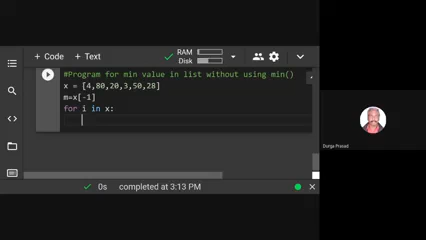 + Code + Text
RAM
Disk
#Program for min value in list without using min()
x = [4,80,20,3,50,28]
m=x[-1]
for i in x:
0s completed at 3:13 PM
Durga Prasad